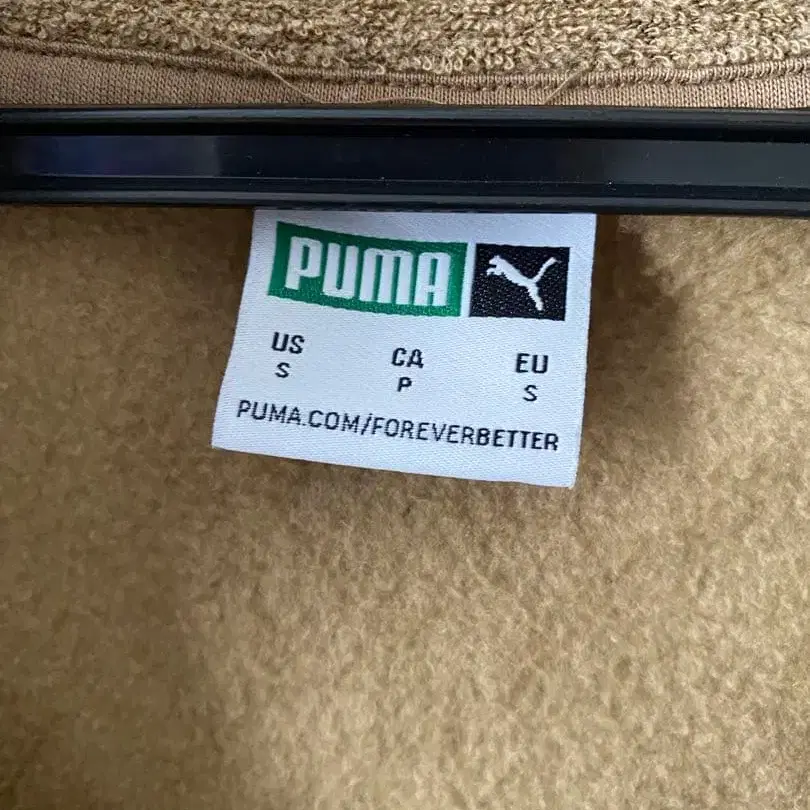 PUMA
US CA EU
S P S
PUMA.COM/FOREVERBETTER